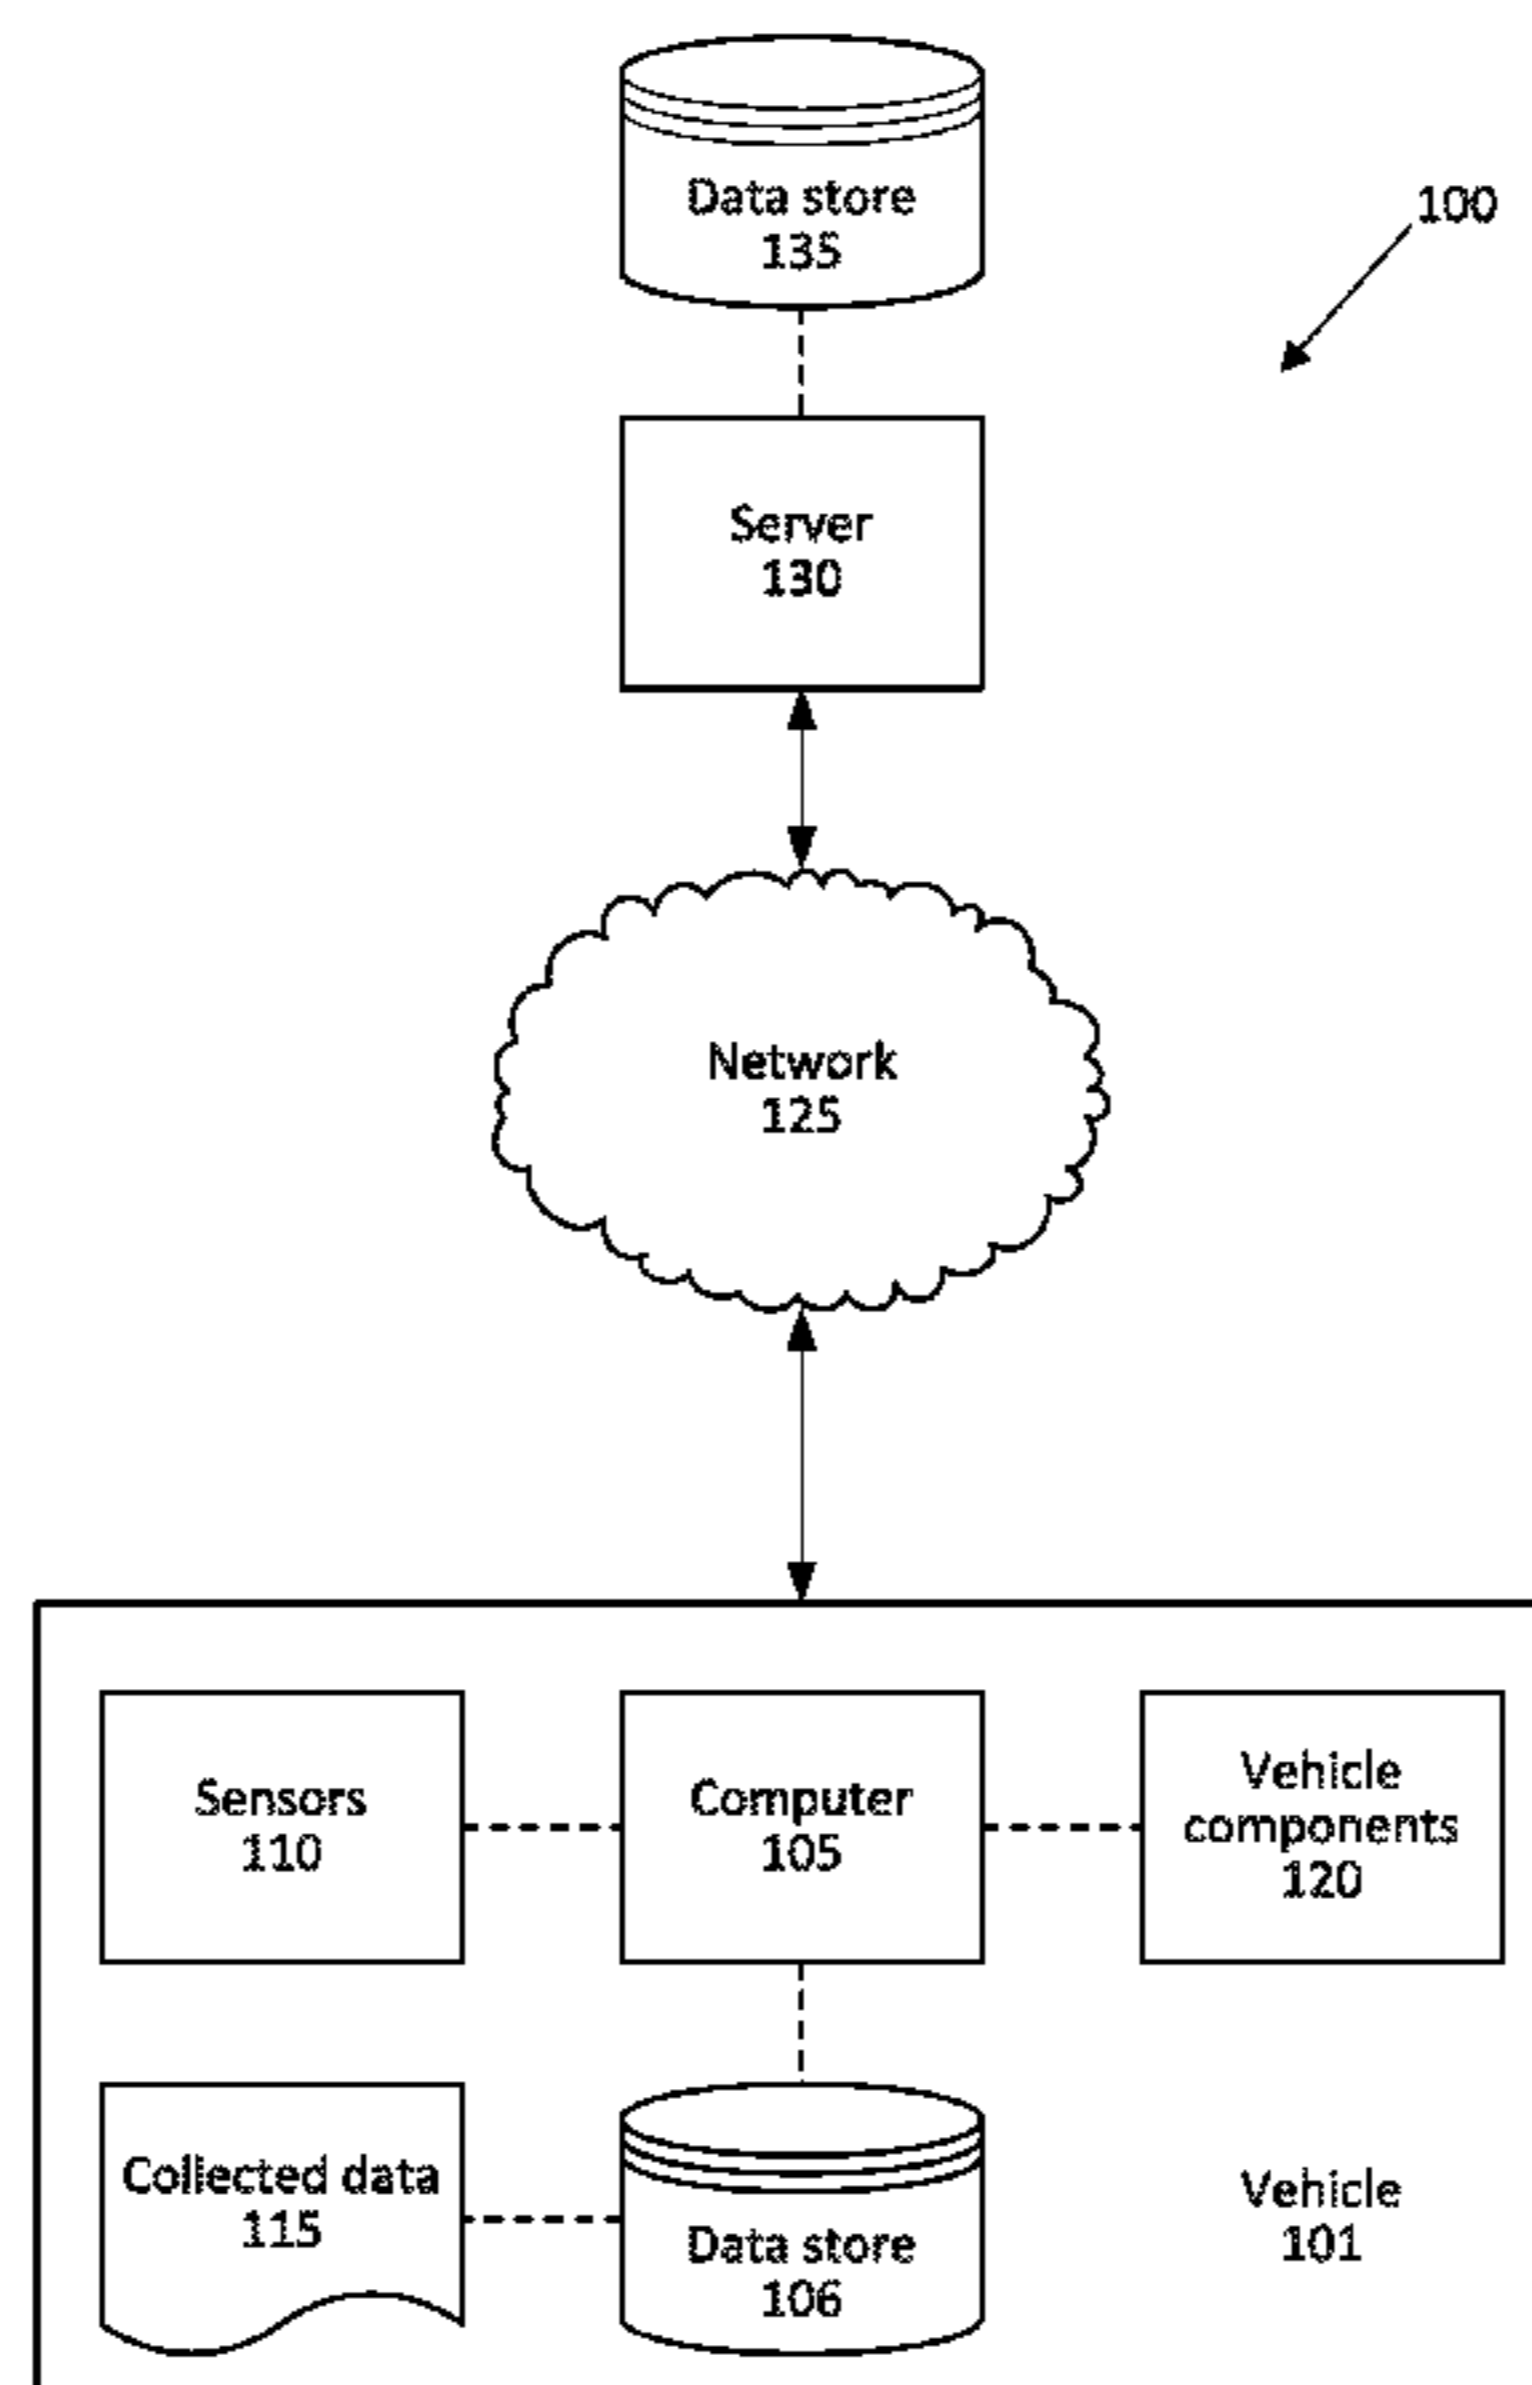 Data store
135
100
Server
130
Network
125
Sensors
110
Computer
105
Vehicle
components
120
Collected data
115
Data store
106
Vehicle
101